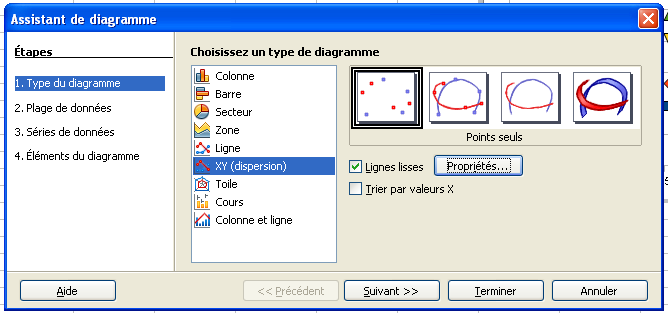 Assistant de diagramme
Étapes
1. Type du diagramme
2. Plage de données
3. Séries de données
4. Éléments du diagramme
Choisissez un type de diagramme
Colonne
Barre
Secteur
Zone
Ligne
XY (dispersion)
Toile
Cours
Colonne et ligne
Points seuls
Lignes lisses
Propriétés...
Trier par valeurs X
Aide
<< Précédent
Suivant >>
Terminer
Annuler